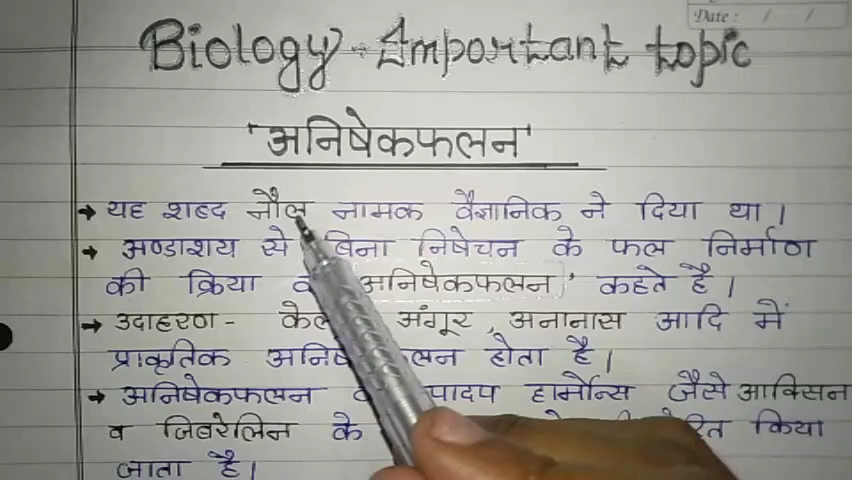 Date: / /
Biology - Important topic
'अनिषेकफलन'
→ यह शब्द नौल नामक वैज्ञानिक ने दिया था।
→ अण्डाशय से बिना निषेचन के फल निर्माण
की क्रिया अनिषेकफलन' कहते है।
→ उदाहरण - अंगूर, अनानास आदि में
प्राकृतिक होता है।
→ अनिषेकफलन पादप हार्मोन्स जैसे आक्सिन
व जिबरेलिन के किया
जाता है।